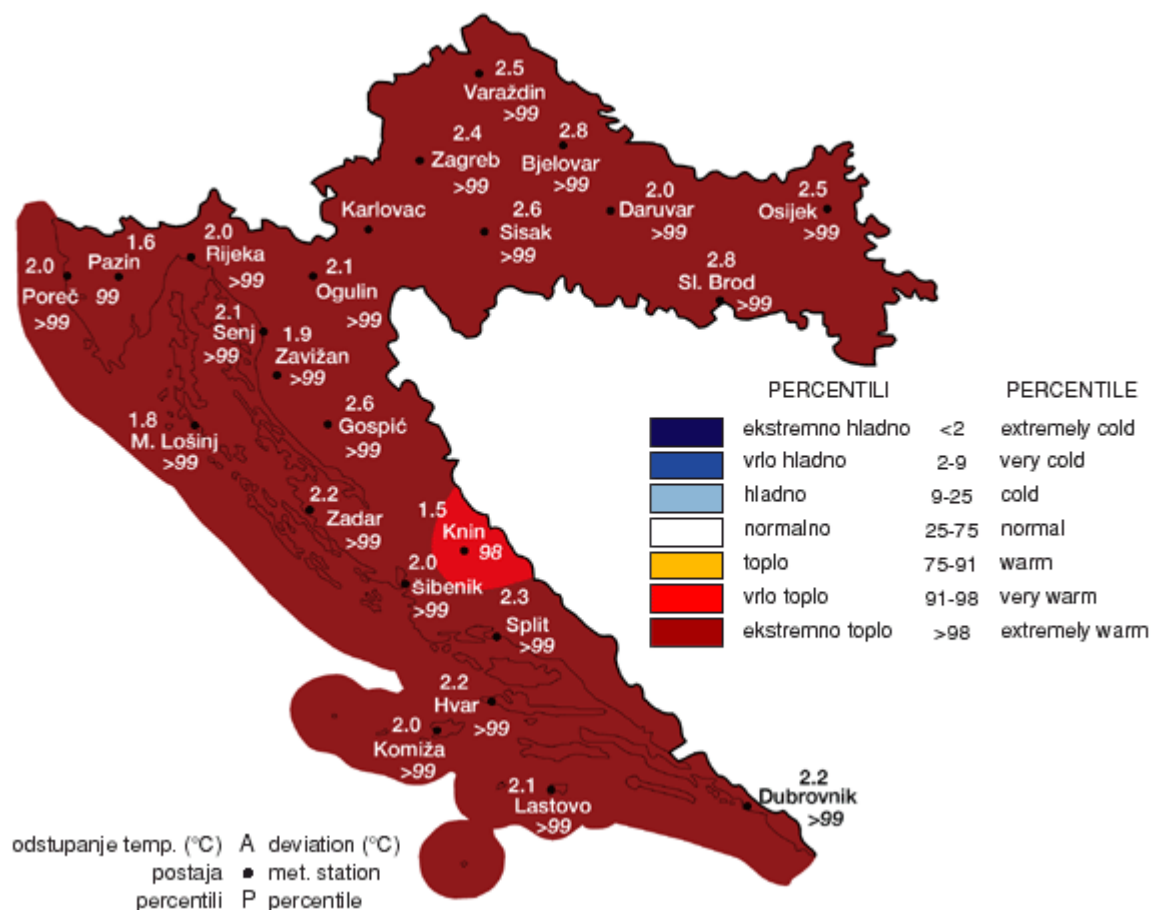 2.5
Varaždin
>99
2.4
Zagreb
>99
2.8
Bjelovar
>99
2.0
Daruvar
>99
2.5
Osijek
>99
Karlovac
2.6
Sisak
>99
2.8
Sl. Brod
>99
2.0
Poreč
>99
1.6
Pazin
99
2.0
Rijeka
>99
2.1
Ogulin
>99
2.1
Senj
>99
1.9
Zavižan
>99
2.6
Gospić
>99
1.8
M. Lošinj
>99
2.2
Zadar
>99
1.5
Knin
98
2.0
Šibenik
>99
2.3
Split
>99
2.2
Hvar
>99
2.0
Komiža
>99
2.1
Lastovo
>99
2.2
Dubrovnik
>99
PERCENTILI PERCENTILE
ekstremno hladno <2 extremely cold
vrlo hladno 2-9 very cold
hladno 9-25 cold
normalno 25-75 normal
toplo 75-91 warm
vrlo toplo 91-98 very warm
ekstremno toplo >98 extremely warm
odstupanje temp. (°C) A deviation (°C)
postaja ● met. station
percentili P percentile